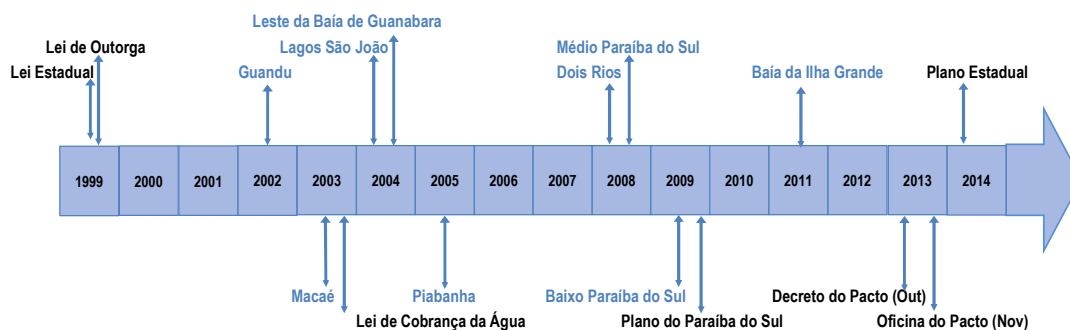 Leste da Baía de Guanabara
Lei de Outorga
Lagos São João
Médio Paraíba do Sul
Lei Estadual
Guandu
Dois Rios
Baía da Ilha Grande
Plano Estadual
1999 2000 2001 2002 2003 2004 2005 2006 2007 2008 2009 2010 2011 2012 2013 2014
Macaé
Piabanha
Baixo Paraíba do Sul
Decreto do Pacto (Out)
Lei de Cobrança da Água
Plano do Paraíba do Sul
Oficina do Pacto (Nov)